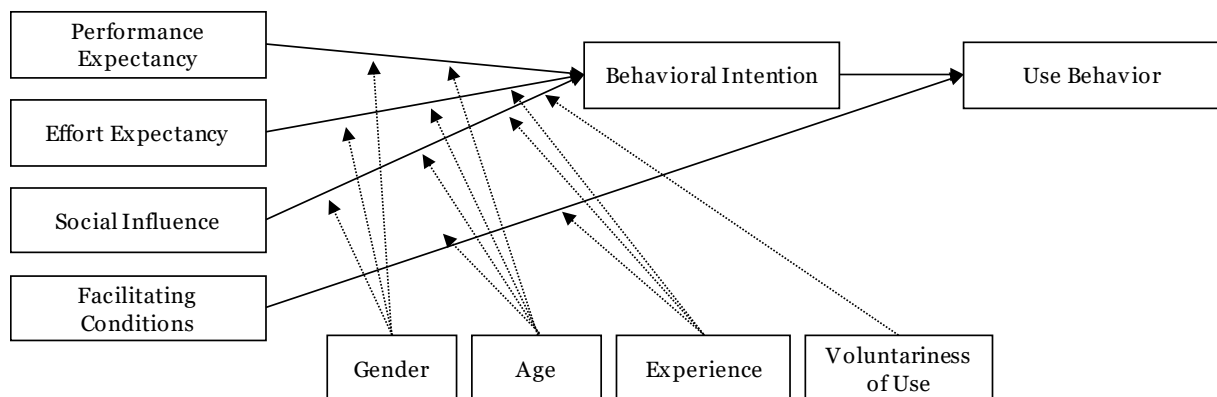 Performance
Expectancy
Behavioral Intention
Use Behavior
Effort Expectancy
Social Influence
Facilitating
Conditions
Gender
Age
Experience
Voluntariness
of Use